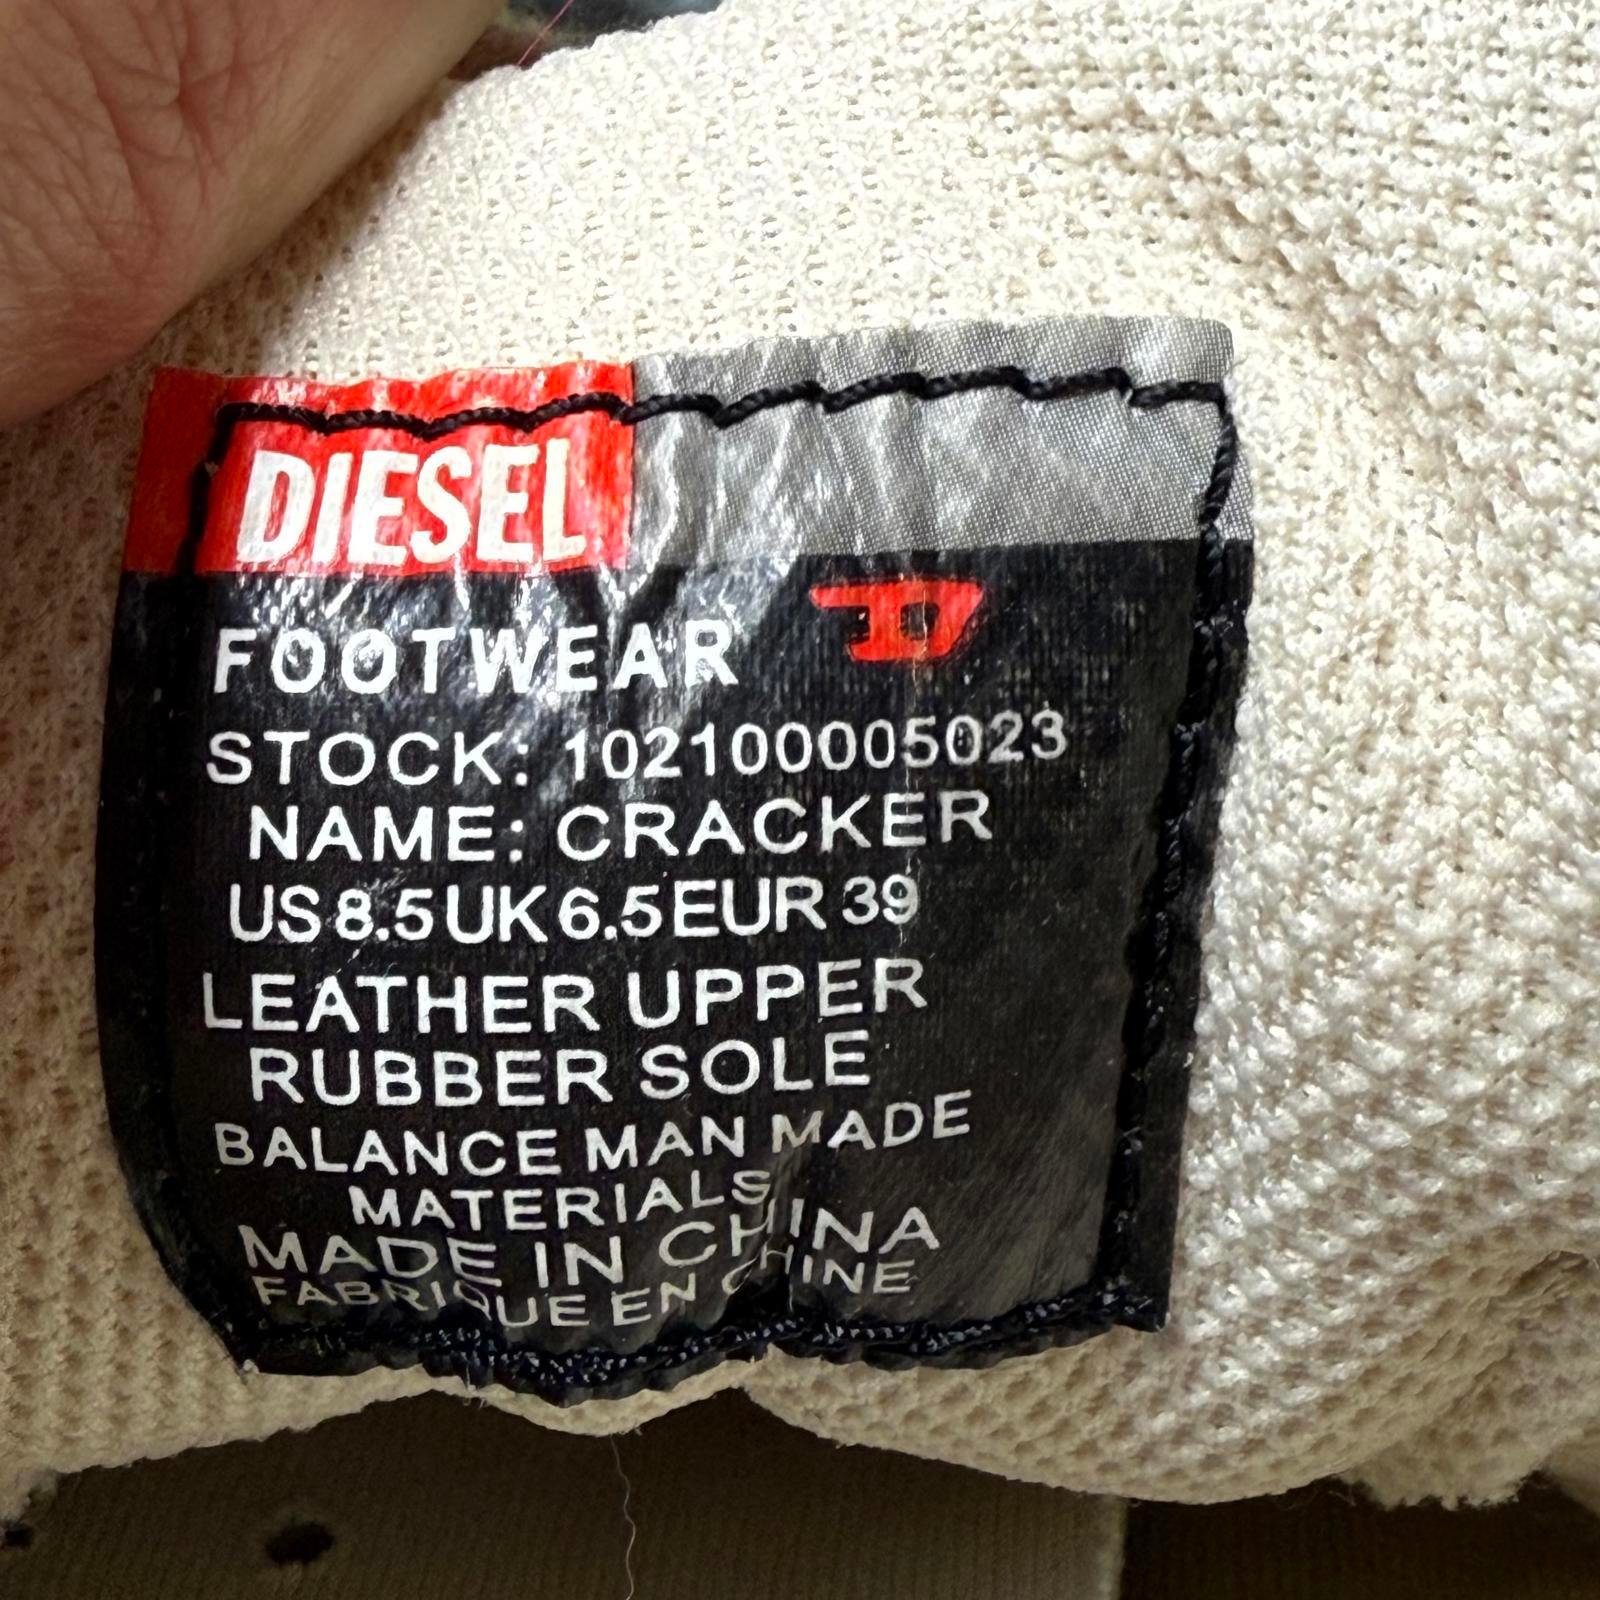 DIESEL
FOOTWEAR
STOCK: 102100005023
NAME: CRACKER
US 8.5 UK 6.5 EUR 39
LEATHER UPPER
RUBBER SOLE
BALANCE MAN MADE
MATERIALS
MADE IN CHINA
FABRIQUE EN CHINE